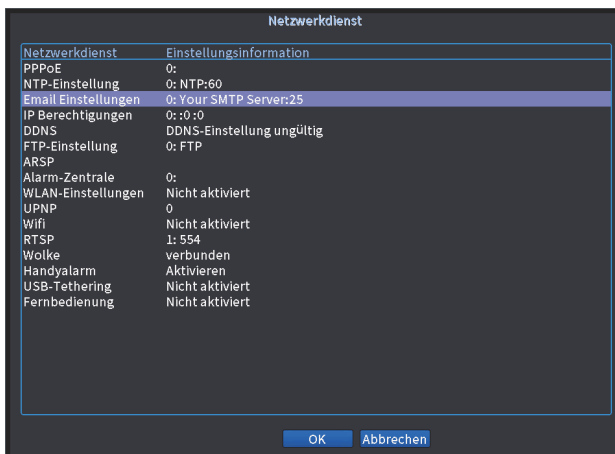 Netzwerkdienst
Netzwerkdienst Einstellungsinformation
PPPoE 0:
NTP-Einstellung 0: NTP:60
Email Einstellungen 0: Your SMTP Server:25
IP Berechtigungen 0: :0 :0
DDNS DDNS-Einstellung ungültig
FTP-Einstellung 0: FTP
ARSP
Alarm-Zentrale 0:
WLAN-Einstellungen Nicht aktiviert
UPNP 0
Wifi Nicht aktiviert
RTSP 1: 554
Wolke verbunden
Handyalarm Aktivieren
USB-Tethering Nicht aktiviert
Fernbedienung Nicht aktiviert
OK Abbrechen